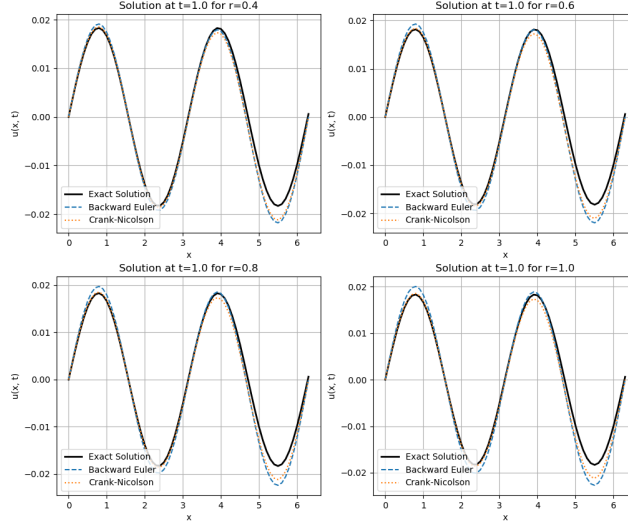 Solution at t=1.0 for r=0.4
u(x, t)
0.02
0.01
0.00
−0.01
−0.02
Exact Solution
Backward Euler
Crank-Nicolson
0 1 2 3 4 5 6
x
Solution at t=1.0 for r=0.6
u(x, t)
0.02
0.01
0.00
−0.01
−0.02
Exact Solution
Backward Euler
Crank-Nicolson
0 1 2 3 4 5 6
x
Solution at t=1.0 for r=0.8
u(x, t)
0.02
0.01
0.00
−0.01
−0.02
Exact Solution
Backward Euler
Crank-Nicolson
0 1 2 3 4 5 6
x
Solution at t=1.0 for r=1.0
u(x, t)
0.02
0.01
0.00
−0.01
−0.02
Exact Solution
Backward Euler
Crank-Nicolson
0 1 2 3 4 5 6
x